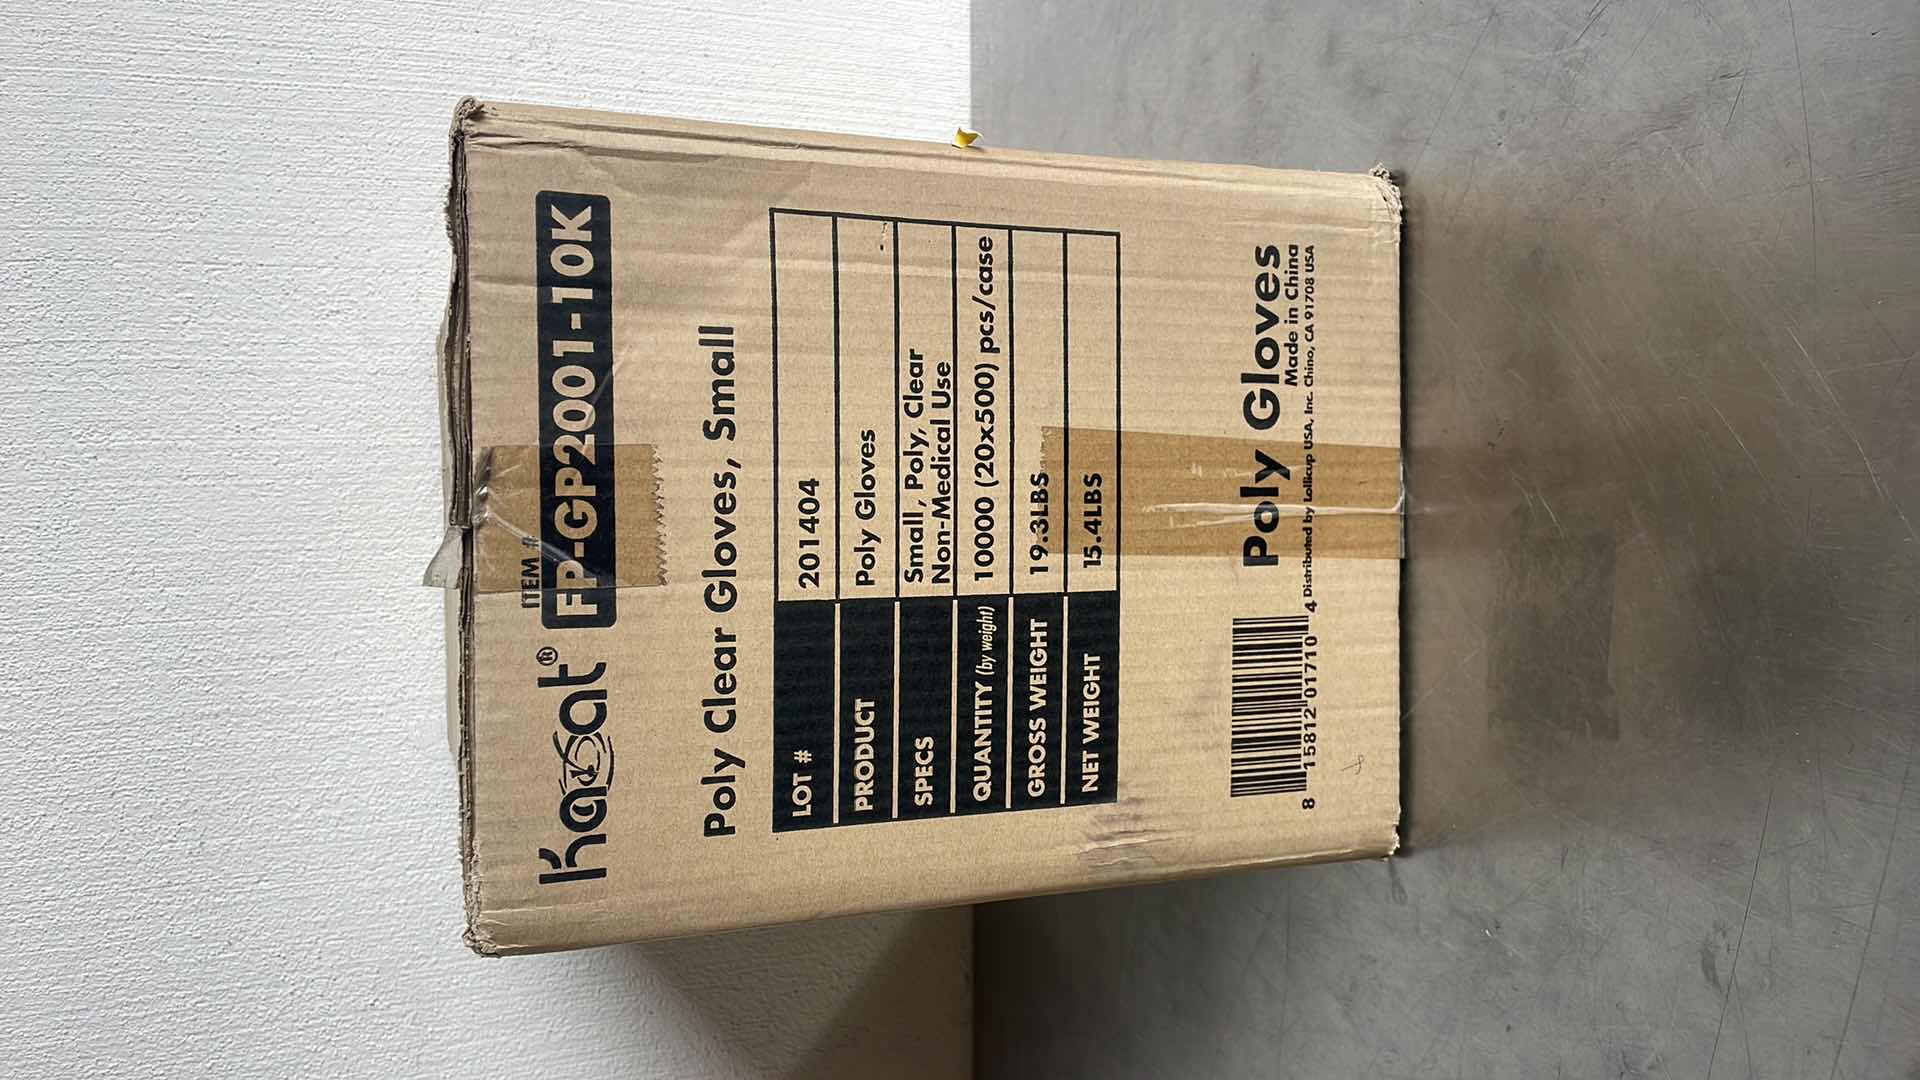 Karat®
ITEM #
FP-GP2001-10K
Poly Clear Gloves, Small
LOT # 201404
PRODUCT Poly Gloves
SPECS Small, Poly, Clear
Non-Medical Use
QUANTITY (by weight) 10000 (20x500) pcs/case
GROSS WEIGHT 19.3LBS
NET WEIGHT 15.4LBS
Poly Gloves
Made in China
Distributed by Lollicup USA, Inc. Chino, CA 91708 USA
8 15812 01710 4